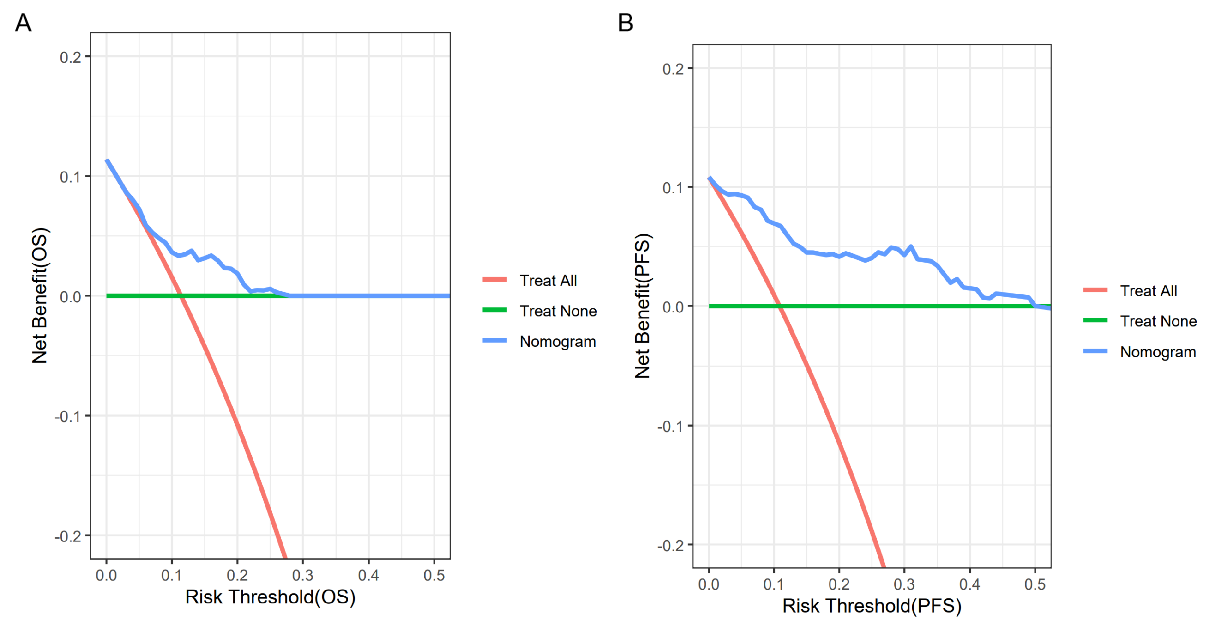 A
Net Benefit(OS)
0.2
0.1
0.0
-0.1
-0.2
0.0 0.1 0.2 0.3 0.4 0.5
Risk Threshold(OS)
Treat All
Treat None
Nomogram
B
Net Benefit(PFS)
0.2
0.1
0.0
-0.1
-0.2
0.0 0.1 0.2 0.3 0.4 0.5
Risk Threshold(PFS)
Treat All
Treat None
Nomogram